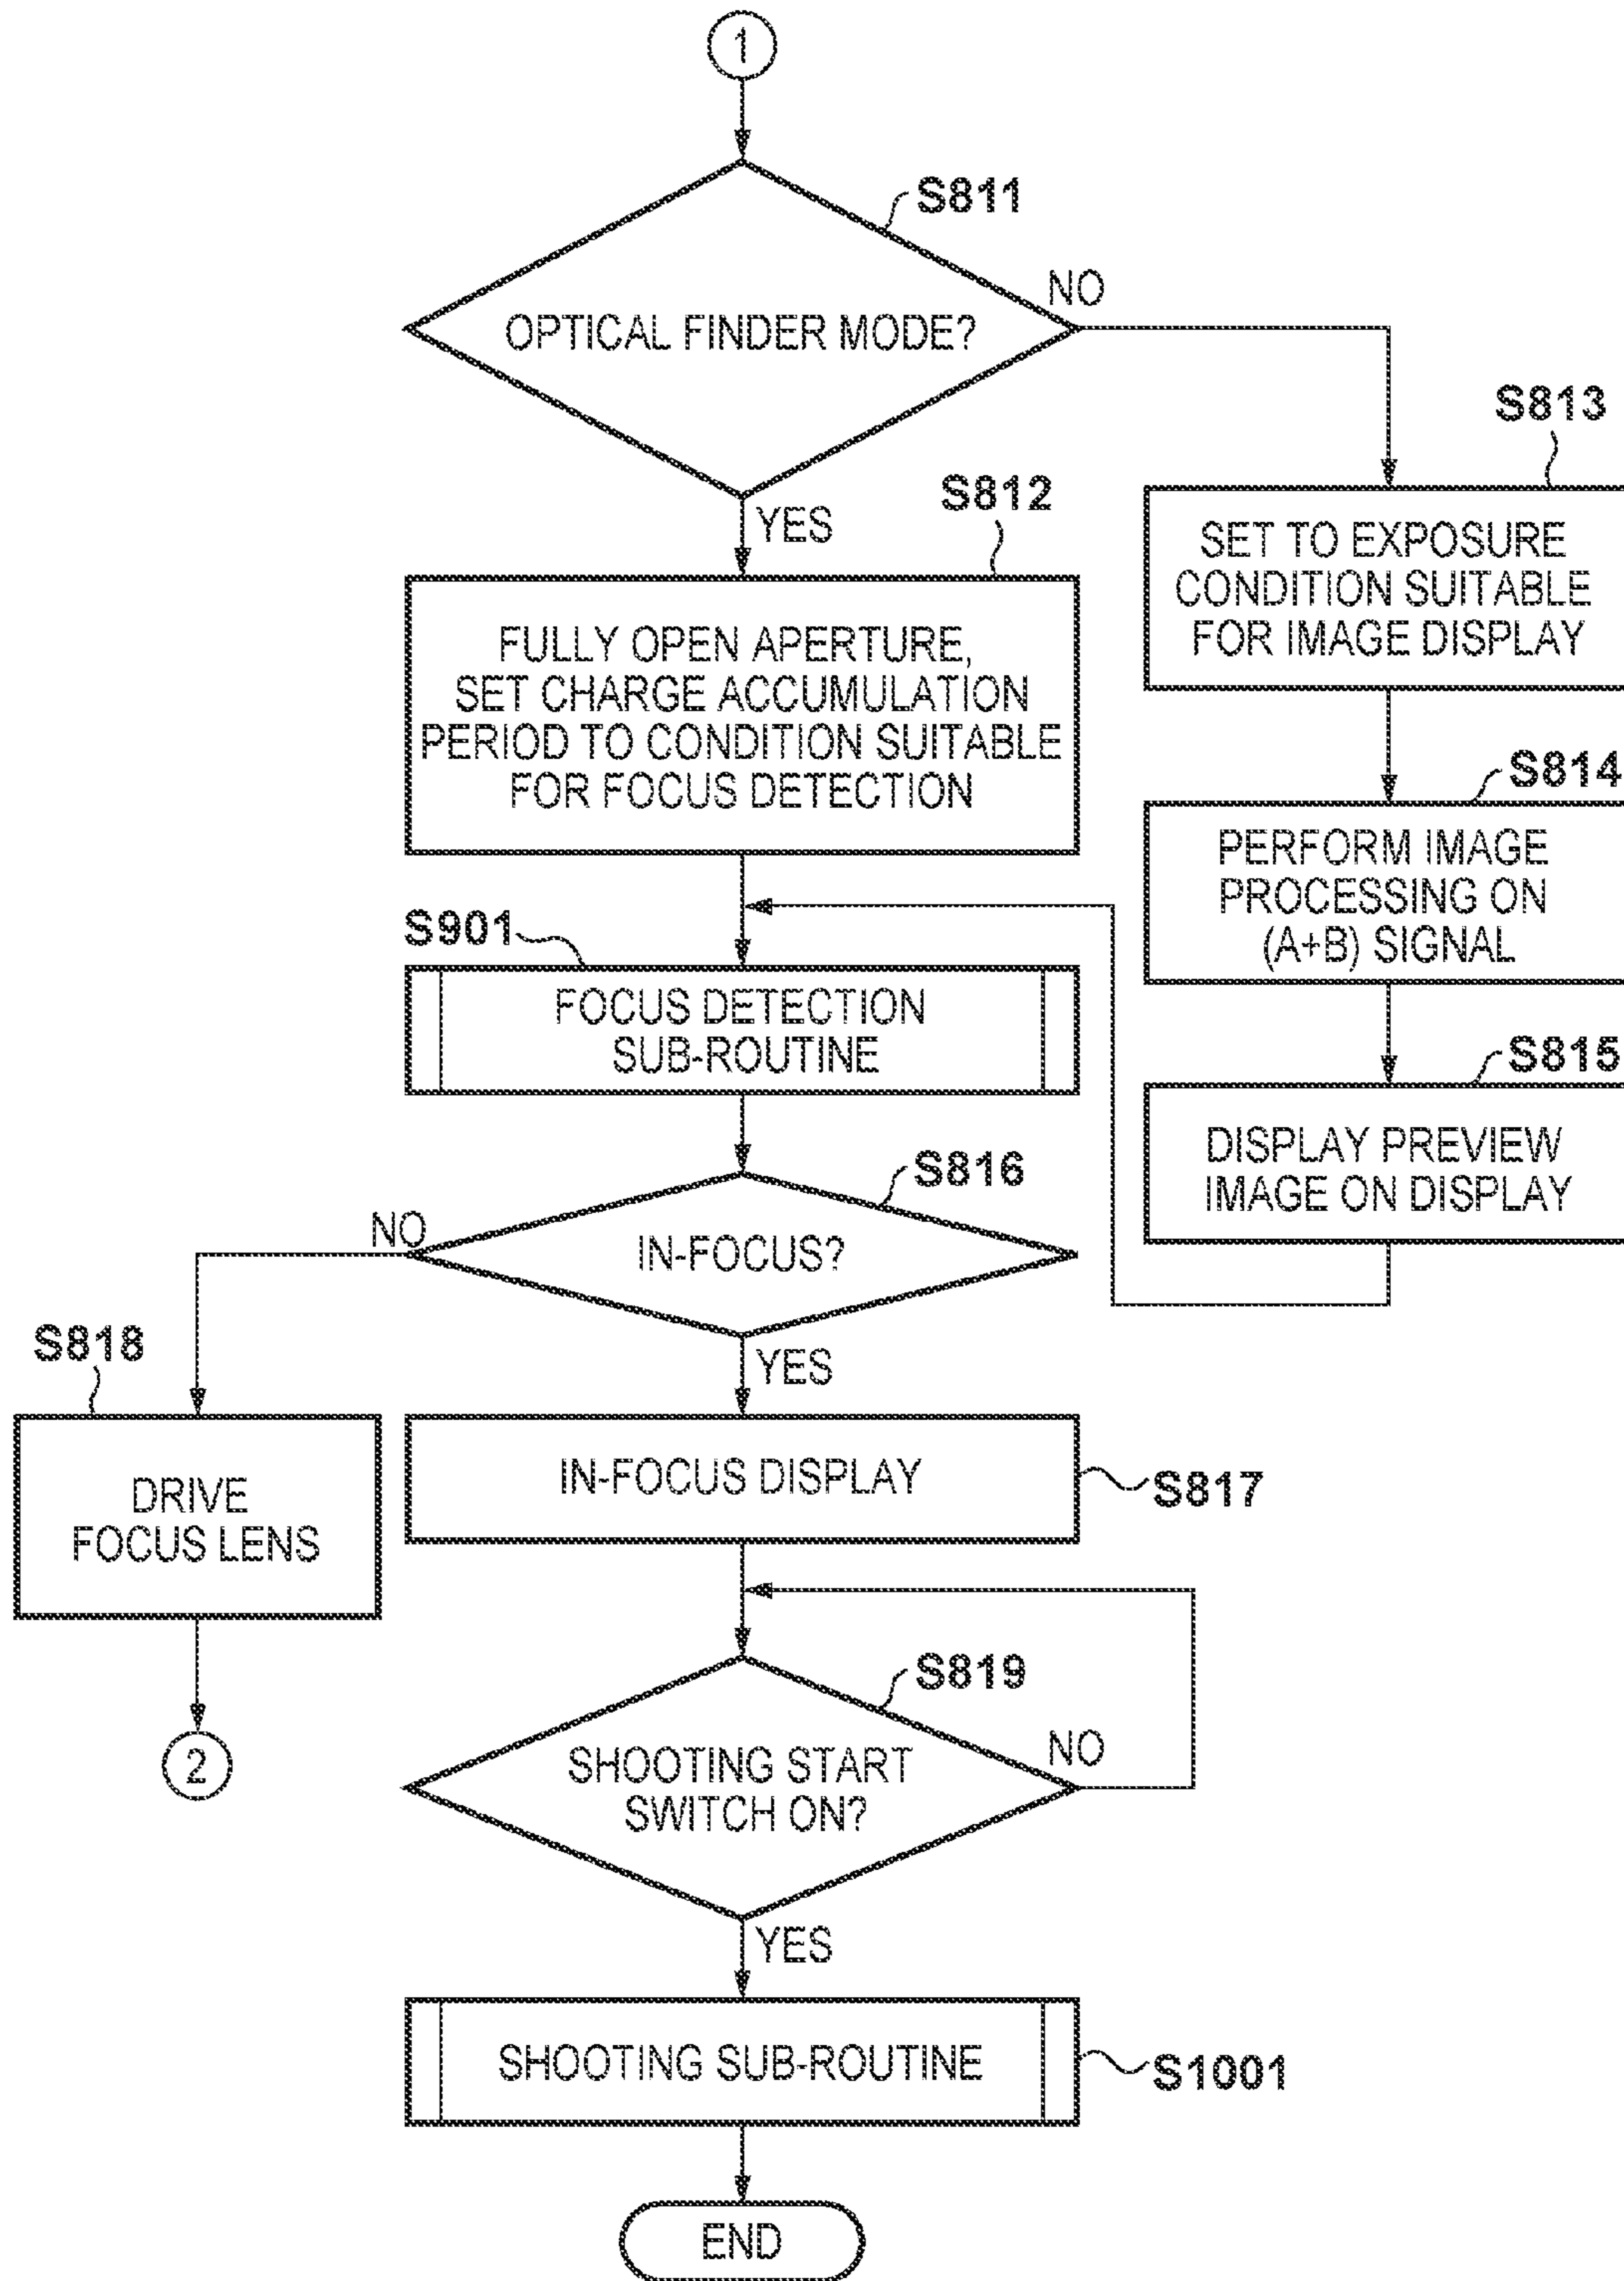 1
S811
OPTICAL FINDER MODE?
NO
YES
S812
FULLY OPEN APERTURE,
SET CHARGE ACCUMULATION
PERIOD TO CONDITION SUITABLE
FOR FOCUS DETECTION
S813
SET TO EXPOSURE
CONDITION SUITABLE
FOR IMAGE DISPLAY
S814
PERFORM IMAGE
PROCESSING ON
(A+B) SIGNAL
S815
DISPLAY PREVIEW
IMAGE ON DISPLAY
S901
FOCUS DETECTION
SUB-ROUTINE
S816
IN-FOCUS?
NO
YES
S818
DRIVE
FOCUS LENS
2
IN-FOCUS DISPLAY
S817
S819
SHOOTING START
SWITCH ON?
NO
YES
SHOOTING SUB-ROUTINE
S1001
END